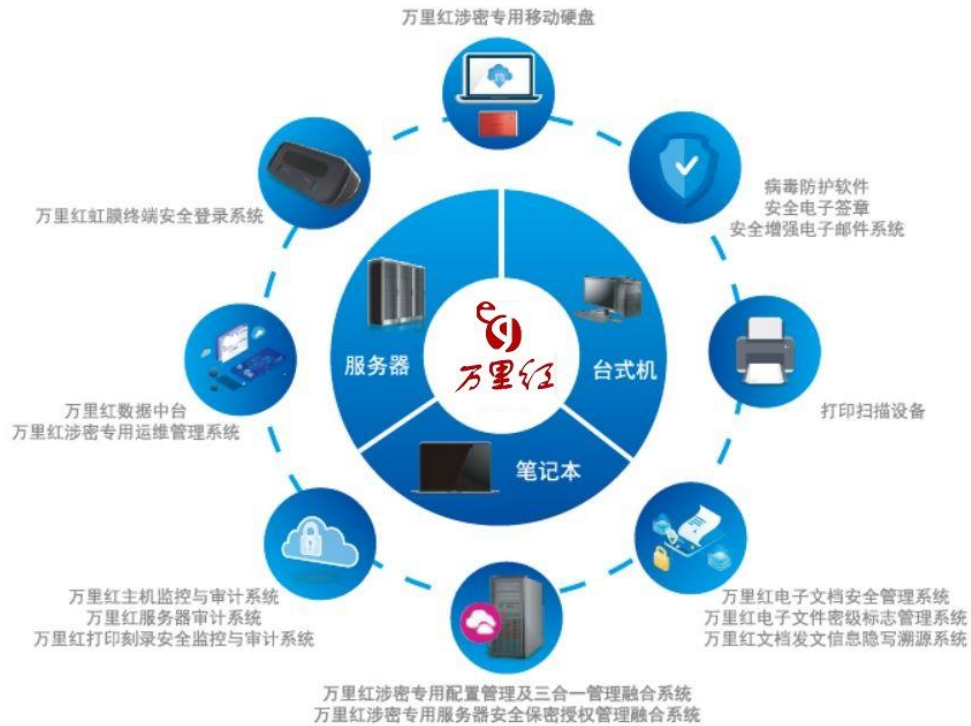 万里红涉密专用移动硬盘
病毒防护软件
安全电子签章
安全增强电子邮件系统
万里红虹膜终端安全登录系统
服务器
万里红
台式机
笔记本
打印扫描设备
万里红数据中台
万里红涉密专用运维管理系统
万里红主机监控与审计系统
万里红服务器审计系统
万里红打印刻录安全监控与审计系统
万里红电子文档安全管理系统
万里红电子文件密级标志管理系统
万里红文档发文信息隐写溯源系统
万里红涉密专用配置管理及三合一管理融合系统
万里红涉密专用服务器安全保密授权管理融合系统